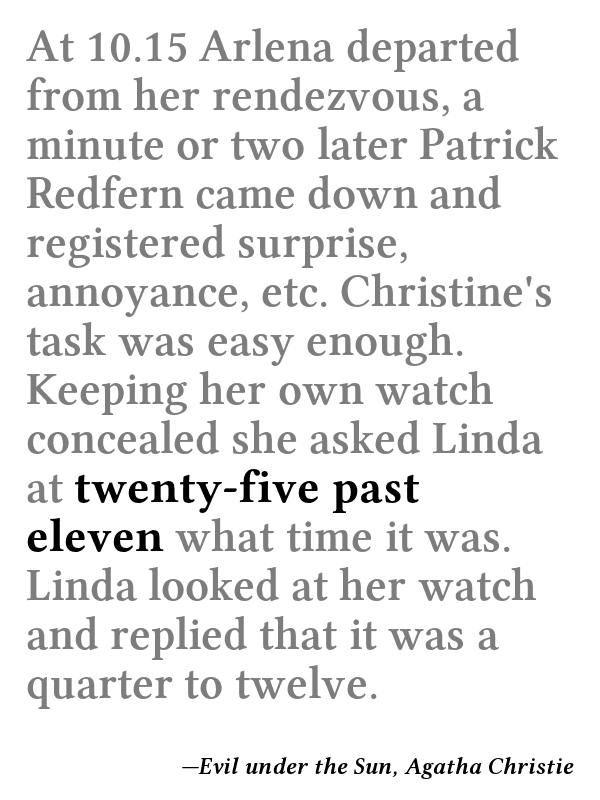 At 10.15 Arlena departed
from her rendezvous, a
minute or two later Patrick
Redfern came down and
registered surprise,
annoyance, etc. Christine's
task was easy enough.
Keeping her own watch
concealed she asked Linda
at twenty-five past
eleven what time it was.
Linda looked at her watch
and replied that it was a
quarter to twelve.
—Evil under the Sun, Agatha Christie